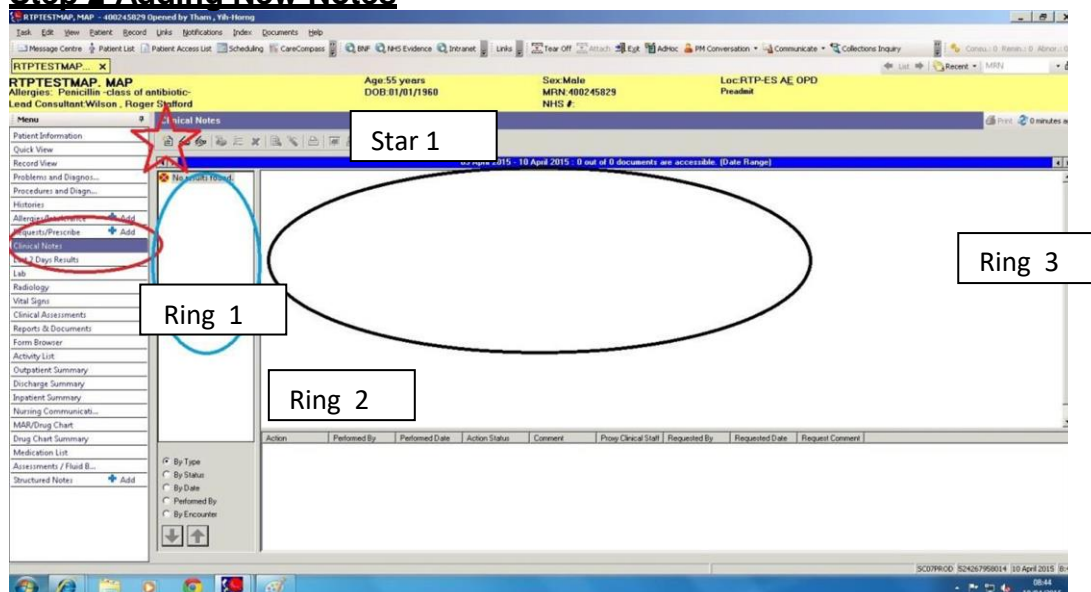 Step 2 Adding New Notes
RTPTESTMAP, MAP - 400245829 Opened by Tham , Yih-Horng
Task Edit View Patient Record Links Notifications Index Documents Help
Message Centre Patient List Patient Access List Scheduling CareCompass BNF NHS Evidence Intranet Links Tear Off Attach Exit AdHoc PM Conversation Communicate Collections Inquiry
RTPTESTMAP... List Recent MRN
RTPTESTMAP, MAP Age:55 years Sex:Male Loc:RTP-ES AE OPD
Allergies: Penicillin -class of antibiotic- DOB:01/01/1960 MRN:400245829 Preadmit
Lead Consultant:Wilson , Roger Stafford NHS #:
Menu Clinical Notes Print 0 minutes
Patient Information
Star 1
Quick View
Record View
10 April 2015 : 0 out of 0 documents are accessible. (Date Range)
Problems and Diagnos... No results found.
Procedures and Diagn...
Histories
Allergies/Intolerance Add
Requests/Prescribe Add
Clinical Notes
Last 2 Days Results
Ring 3
Lab
Radiology
Vital Signs
Clinical Assessments
Ring 1
Reports & Documents
Form Browser
Activity List
Outpatient Summary
Discharge Summary
Inpatient Summary
Ring 2
Nursing Communicati...
MAR/Drug Chart
Drug Chart Summary
Action Performed By Performed Date Action Status Comment Proxy Clinical Staff Requested By Requested Date Request Comment
Medication List
Assessments / Fluid B...
Structured Notes Add
By Type
By Status
By Date
Performed By
By Encounter
SC07PROD S24267958014 10 April 2015
08:44